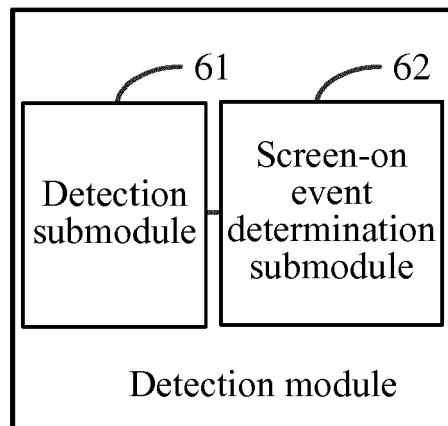 61
62
Detection
submodule
Screen-on
event
determination
submodule
Detection module